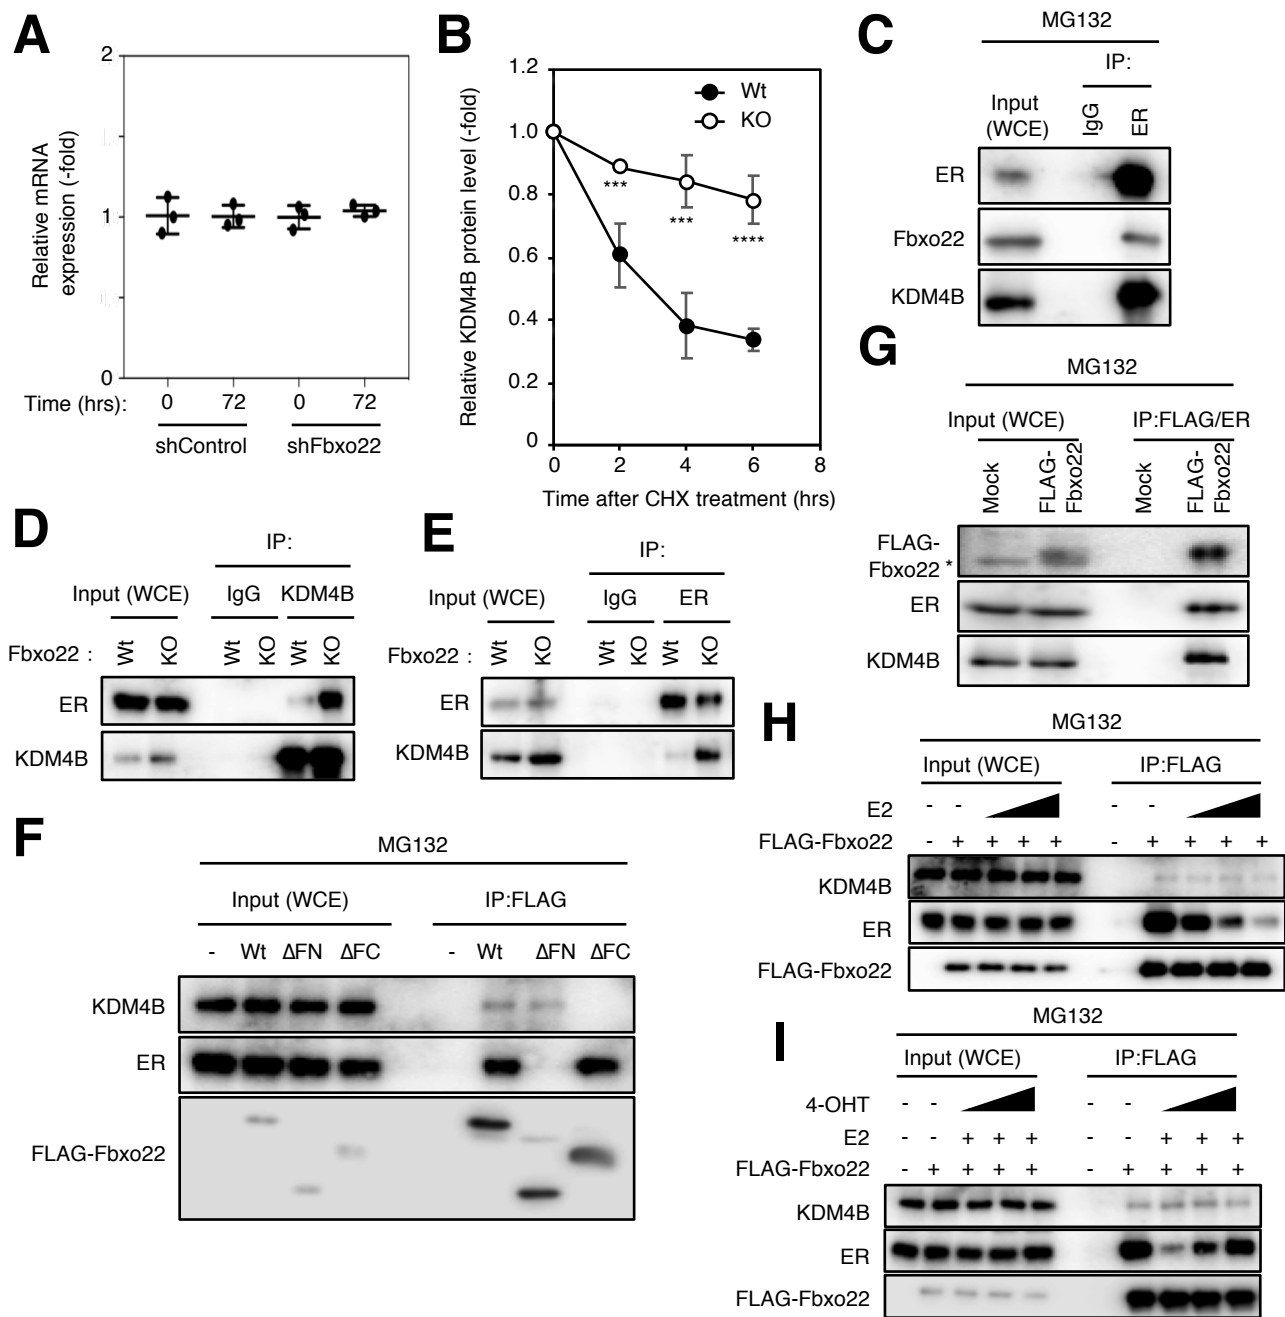 A
2
1
0
Relative mRNA
expression (-fold)
Time (hrs): 0 72 0 72
shControl shFbxo22
B
1.2
1.0
0.8
0.6
0.4
0.2
0
Relative KDM4B protein level (-fold)
Wt
KO
***
***
****
0 2 4 6 8
Time after CHX treatment (hrs)
C
MG132
IP:
Input
(WCE)
IgG
ER
ER
Fbxo22
KDM4B
D
IP:
Input (WCE) IgG KDM4B
Fbxo22 : Wt KO Wt KO Wt KO
ER
KDM4B
E
IP:
Input (WCE) IgG ER
Fbxo22 : Wt KO Wt KO Wt KO
ER
KDM4B
G
MG132
Input (WCE) IP:FLAG/ER
Mock FLAG-
Fbxo22 Mock FLAG-
Fbxo22
FLAG-
Fbxo22 *
ER
KDM4B
F
MG132
Input (WCE) IP:FLAG
- Wt ΔFN ΔFC - Wt ΔFN ΔFC
KDM4B
ER
FLAG-Fbxo22
H
MG132
Input (WCE) IP:FLAG
E2 - - - -
FLAG-Fbxo22 - + + + + - + + + +
KDM4B
ER
FLAG-Fbxo22
I
MG132
Input (WCE) IP:FLAG
4-OHT - - - -
E2 - - + + + - - + + +
FLAG-Fbxo22 - + + + + - + + + +
KDM4B
ER
FLAG-Fbxo22